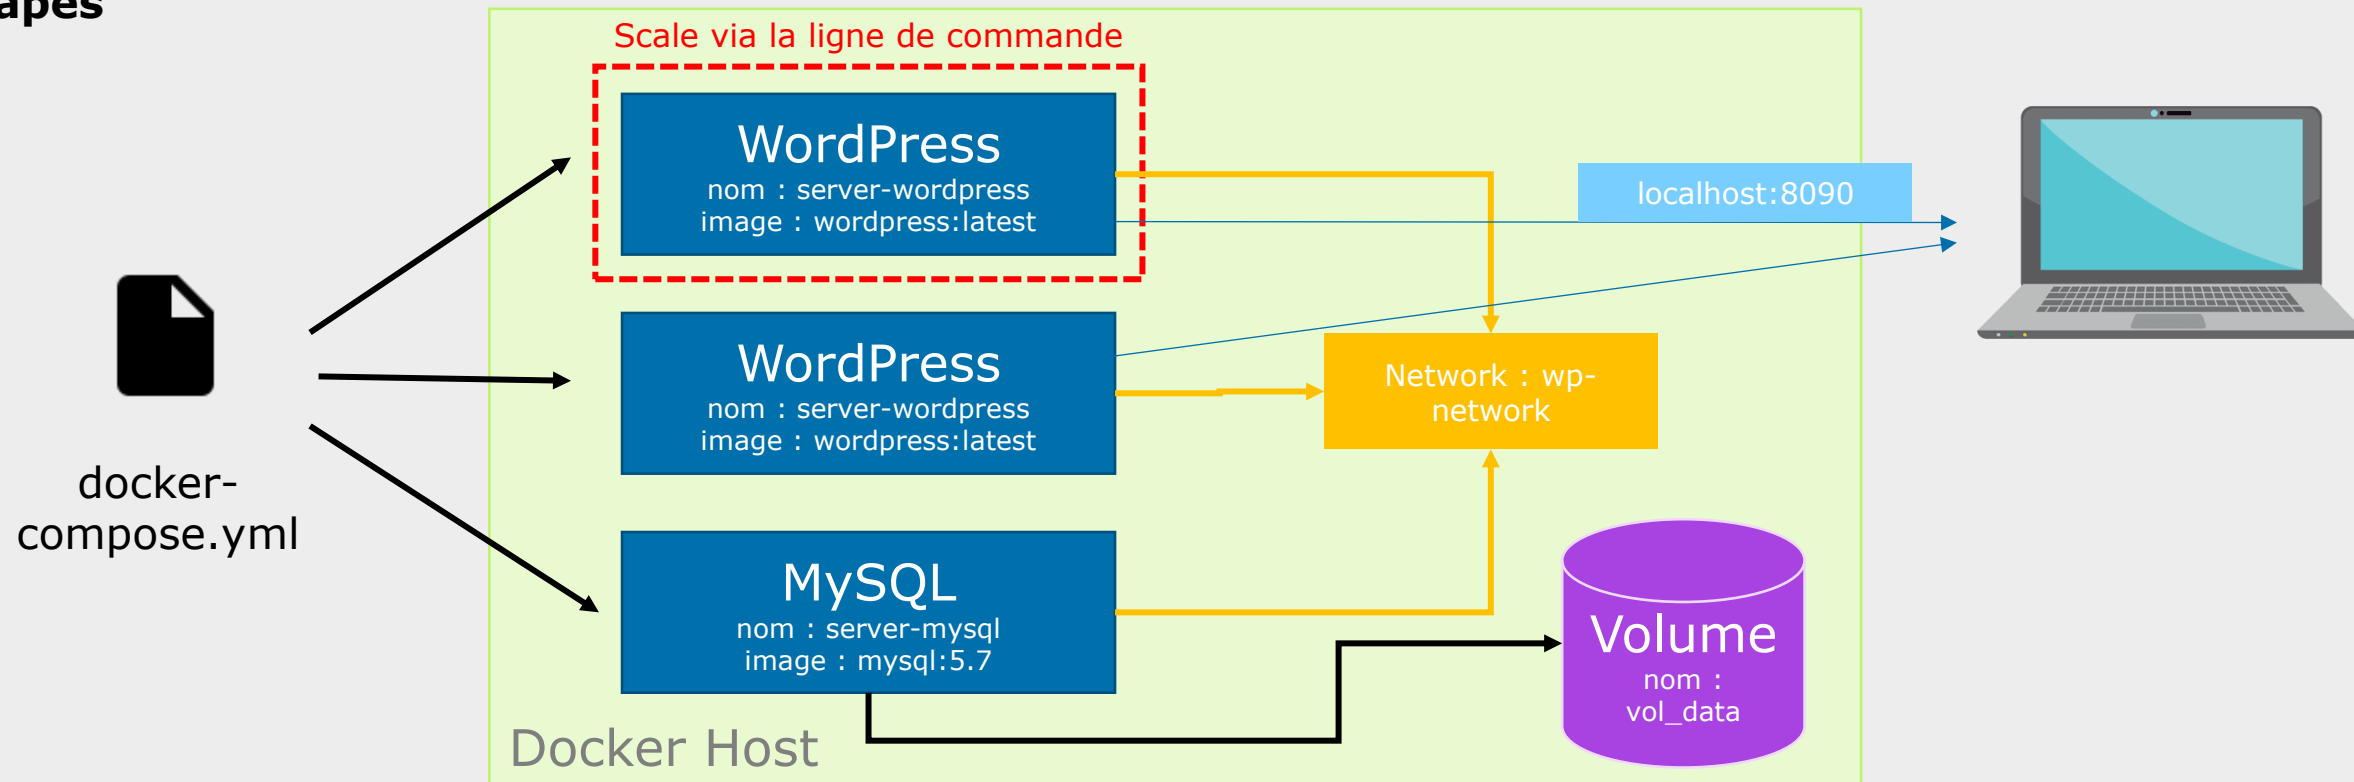 Scale via la ligne de commande
WordPress
nom : server-wordpress
image : wordpress:latest
localhost:8090
WordPress
nom : server-wordpress
image : wordpress:latest
Network : wp-
network
docker-
compose.yml
MySQL
nom : server-mysql
image : mysql:5.7
Volume
nom :
vol_data
Docker Host